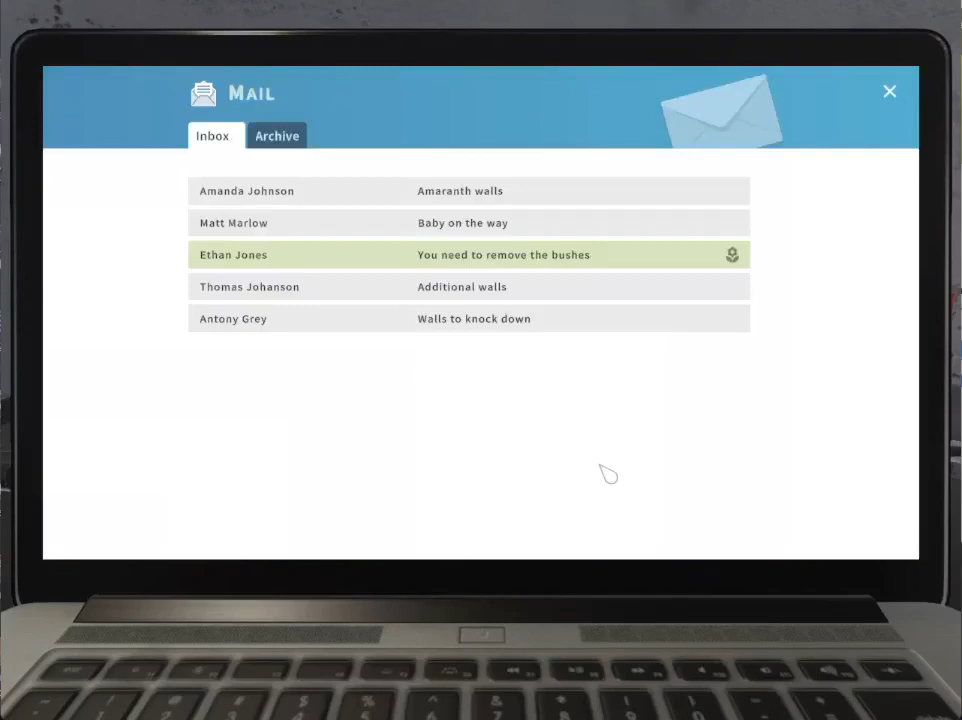 MAIL
Inbox Archive
Amanda Johnson Amaranth walls
Matt Marlow Baby on the way
Ethan Jones You need to remove the bushes
Thomas Johanson Additional walls
Antony Grey Walls to knock down